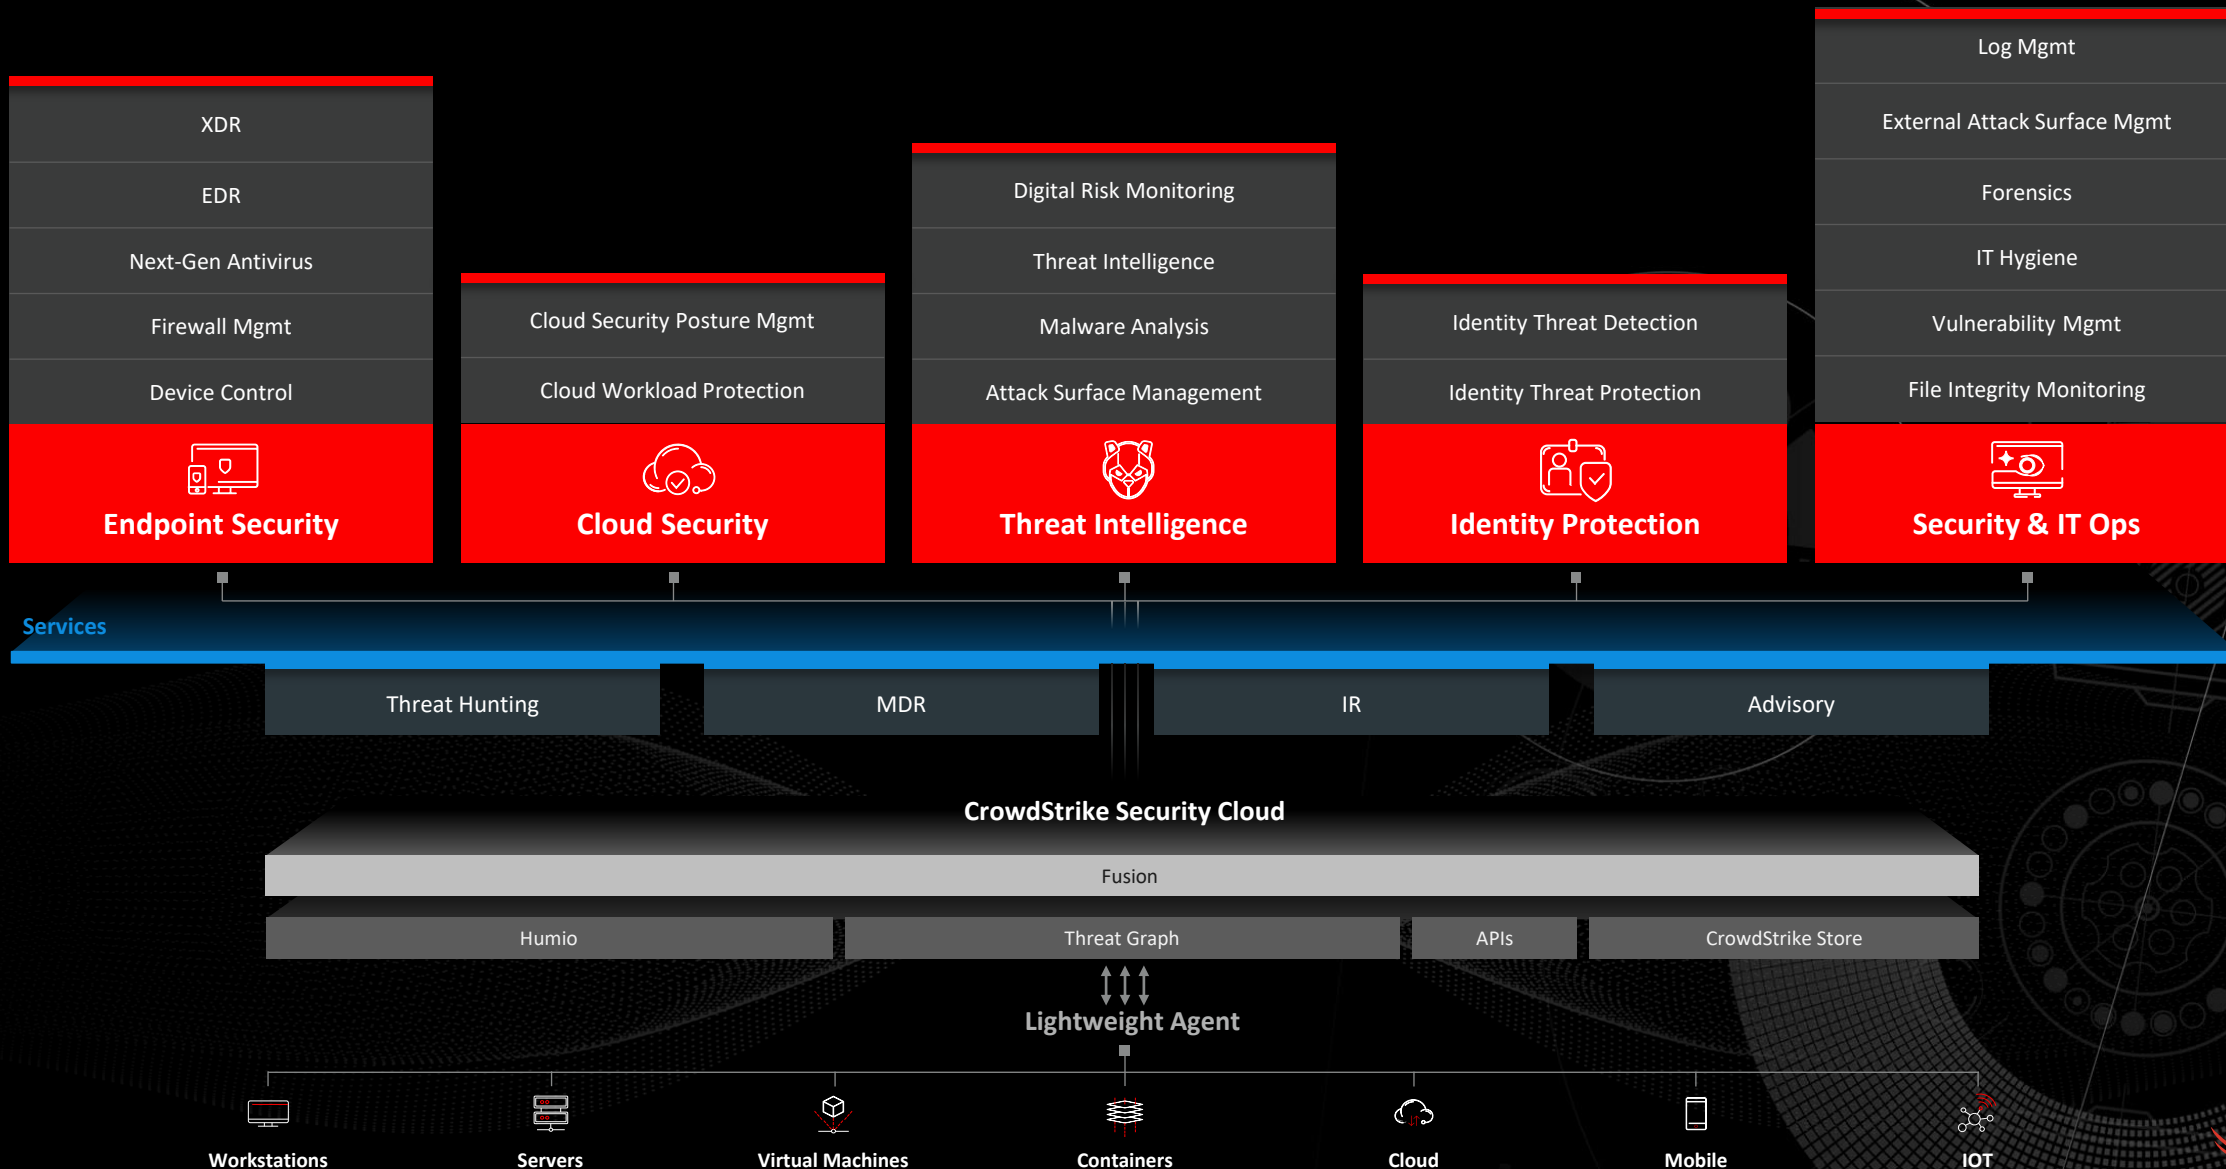 XDR
EDR
Next-Gen Antivirus
Firewall Mgmt
Device Control
Endpoint Security
Cloud Security Posture Mgmt
Cloud Workload Protection
Cloud Security
Digital Risk Monitoring
Threat Intelligence
Malware Analysis
Attack Surface Management
Threat Intelligence
Identity Threat Detection
Identity Threat Protection
Identity Protection
Log Mgmt
External Attack Surface Mgmt
Forensics
IT Hygiene
Vulnerability Mgmt
File Integrity Monitoring
Security & IT Ops
Services
Threat Hunting
MDR
IR
Advisory
CrowdStrike Security Cloud
Fusion
Humio
Threat Graph
APIs
CrowdStrike Store
Lightweight Agent
Workstations
Servers
Virtual Machines
Containers
Cloud
Mobile
IOT